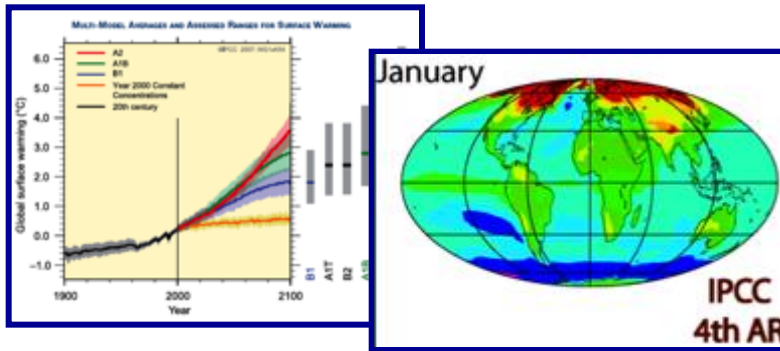 MULTI-MODEL AVERAGES AND ASSESSED RANGES FOR SURFACE WARMING
6.0
5.0
4.0
3.0
2.0
1.0
0.0
–1.0
Global surface warming (°C)
A2
A1B
B1
Year 2000 Constant
Concentrations
20th century
1900
2000
2100
Year
B1
A1T
B2
A1B
January
IPCC
4th AR